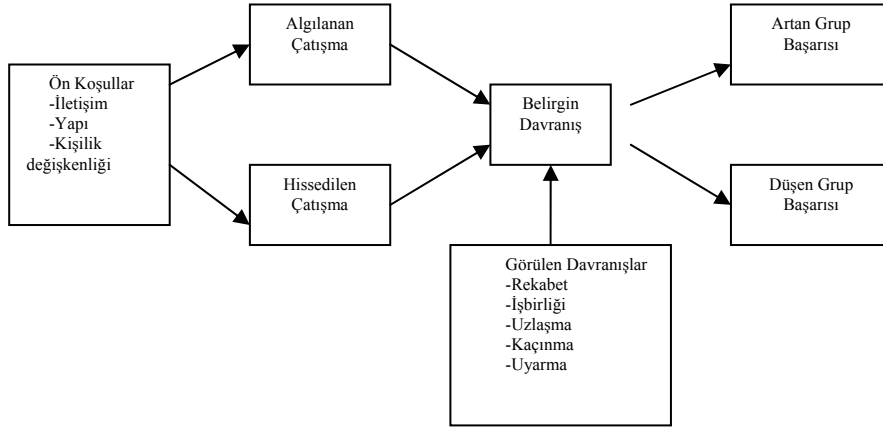 Ön Koşullar
-İletişim
-Yapı
-Kişilik
değişkenliği
Algılanan
Çatışma
Hissedilen
Çatışma
Belirgin
Davranış
Görülen Davranışlar
-Rekabet
-İşbirliği
-Uzlaşma
-Kaçınma
-Uyarma
Artan Grup
Başarısı
Düşen Grup
Başarısı